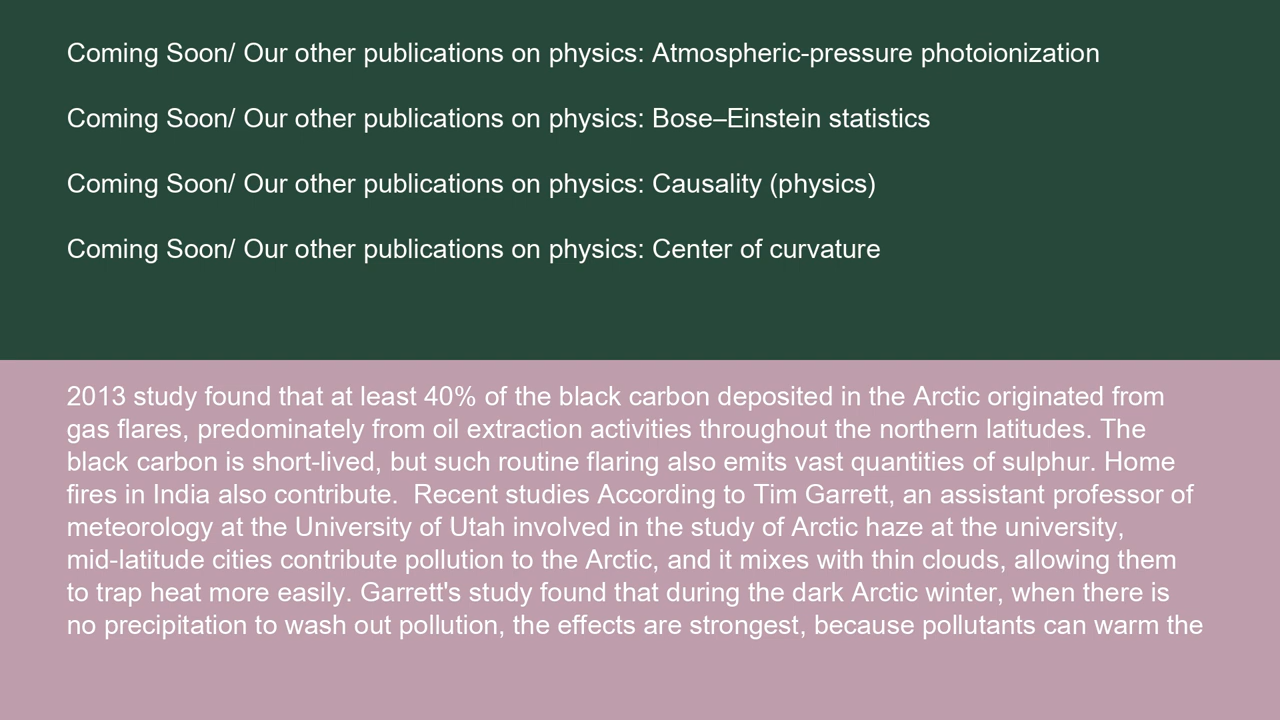 Coming Soon/ Our other publications on physics: Atmospheric-pressure photoionization
Coming Soon/ Our other publications on physics: Bose–Einstein statistics
Coming Soon/ Our other publications on physics: Causality (physics)
Coming Soon/ Our other publications on physics: Center of curvature
2013 study found that at least 40% of the black carbon deposited in the Arctic originated from
gas flares, predominately from oil extraction activities throughout the northern latitudes. The
black carbon is short-lived, but such routine flaring also emits vast quantities of sulphur. Home
fires in India also contribute.  Recent studies According to Tim Garrett, an assistant professor of
meteorology at the University of Utah involved in the study of Arctic haze at the university,
mid-latitude cities contribute pollution to the Arctic, and it mixes with thin clouds, allowing them
to trap heat more easily. Garrett's study found that during the dark Arctic winter, when there is
no precipitation to wash out pollution, the effects are strongest, because pollutants can warm the